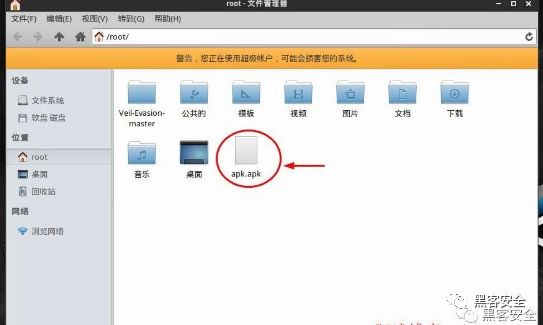 root - 文件管理器
文件(F) 编辑(E) 视图(V) 转到(G) 帮助(H)
/root/
警告，您正在使用超级帐户，可能会损害您的系统。
设备
文件系统
软盘 磁盘
位置
root
桌面
回收站
网络
浏览网络
Veil-Evasion-
master
公共的
模板
视频
图片
文档
下载
音乐
桌面
apk.apk
黑客安全
黑客安全